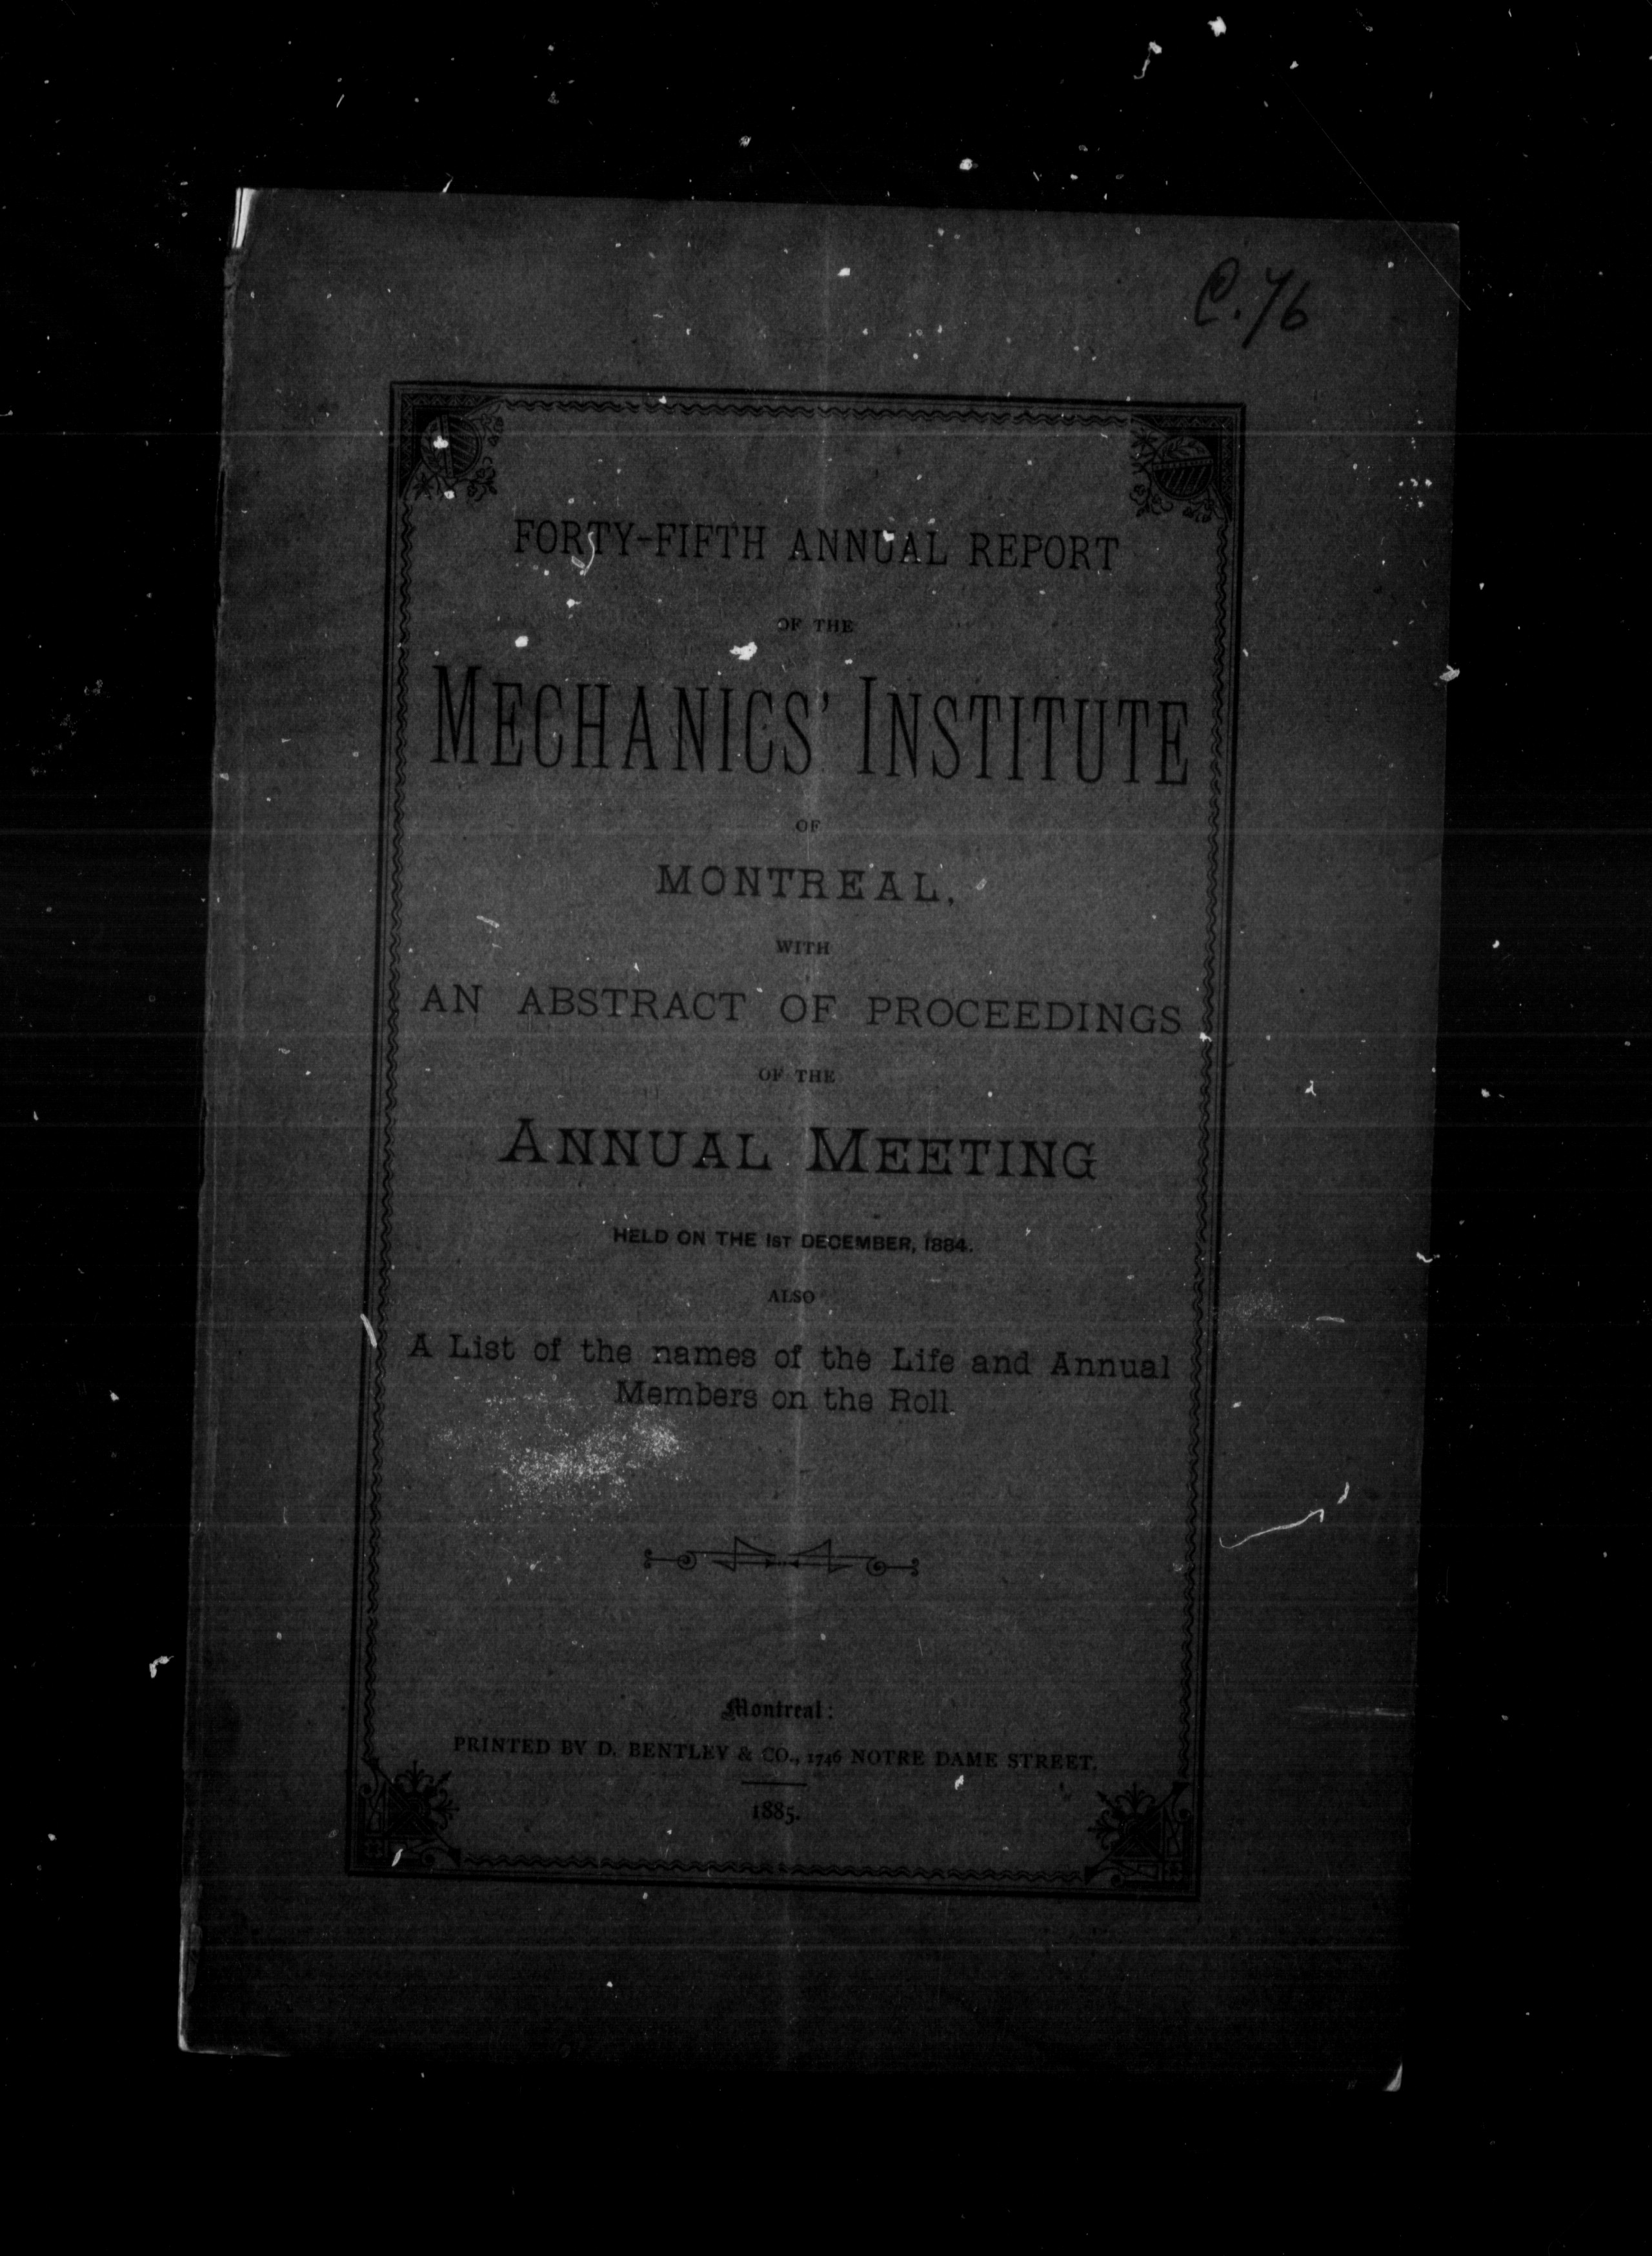 C. 76
FORTY-FIFTH ANNUAL REPORT
OF THE
MECHANICS' INSTITUTE
OF
MONTREAL,
WITH
AN ABSTRACT OF PROCEEDINGS
OF THE
ANNUAL MEETING
HELD ON THE 1ST DECEMBER, 1884.
ALSO
A List of the names of the Life and Annual
Members on the Roll.
Montreal:
PRINTED BY D. BENTLEY & CO., 1746 NOTRE DAME STREET.
1885.